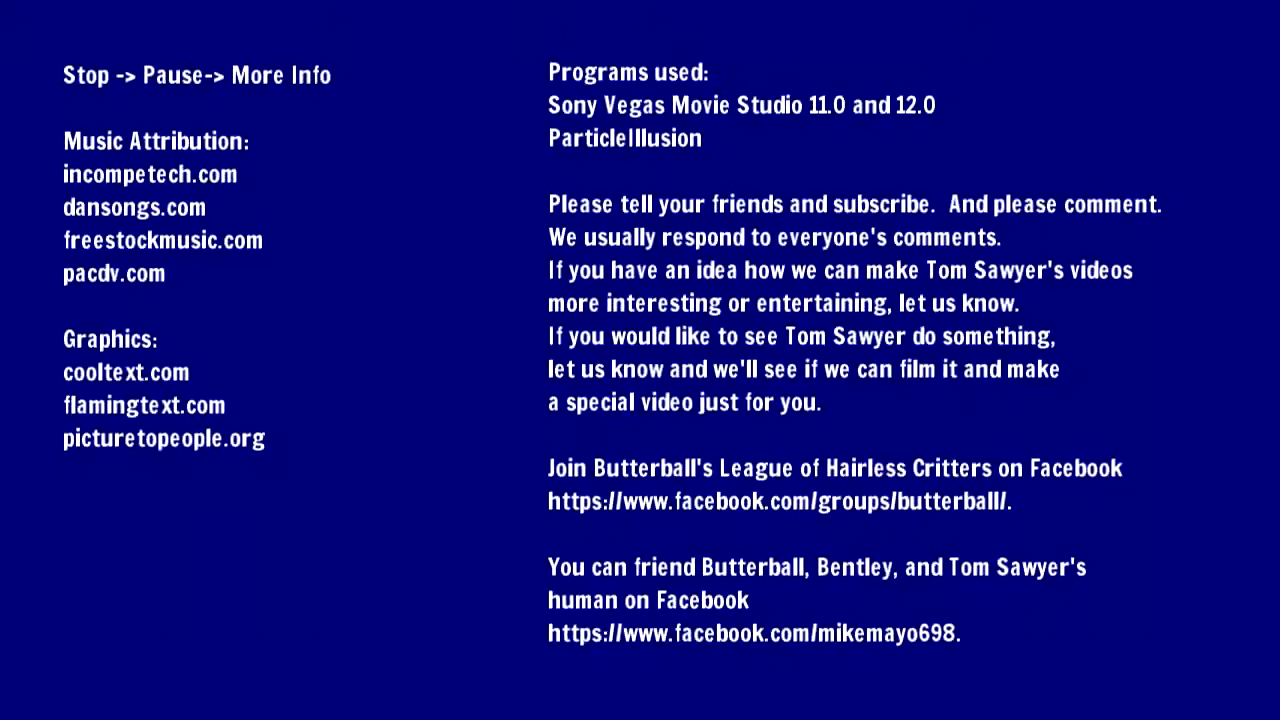 Stop -> Pause-> More Info
Music Attribution:
incompetech.com
dansongs.com
freestockmusic.com
pacdv.com
Graphics:
cooltext.com
flamingtext.com
picturetopeople.org
Programs used:
Sony Vegas Movie Studio 11.0 and 12.0
ParticleIllusion
Please tell your friends and subscribe.  And please comment.
We usually respond to everyone's comments.
If you have an idea how we can make Tom Sawyer's videos
more interesting or entertaining, let us know.
If you would like to see Tom Sawyer do something,
let us know and we'll see if we can film it and make
a special video just for you.
Join Butterball's League of Hairless Critters on Facebook
https://www.facebook.com/groups/butterball/.
You can friend Butterball, Bentley, and Tom Sawyer's
human on Facebook
https://www.facebook.com/mikemayo698.